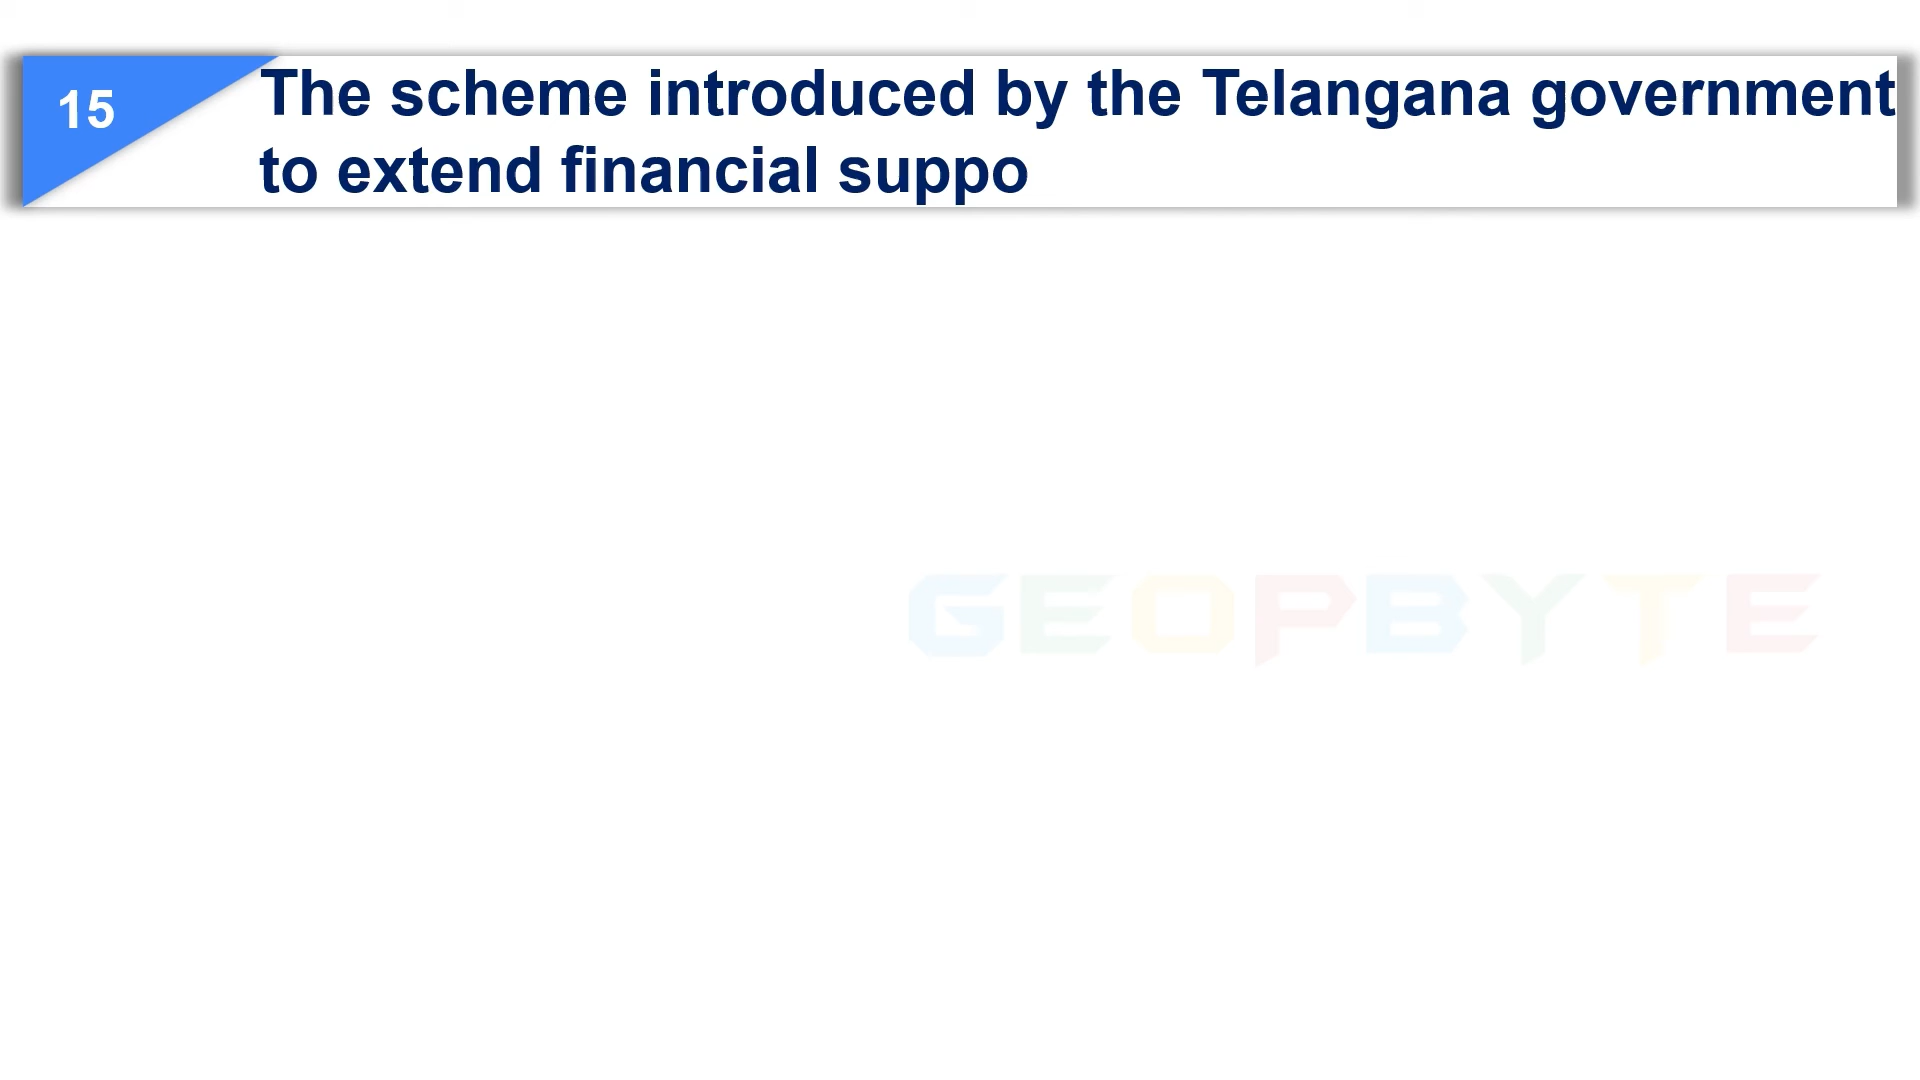 15
The scheme introduced by the Telangana government
to extend financial suppo
GEOPBYTE